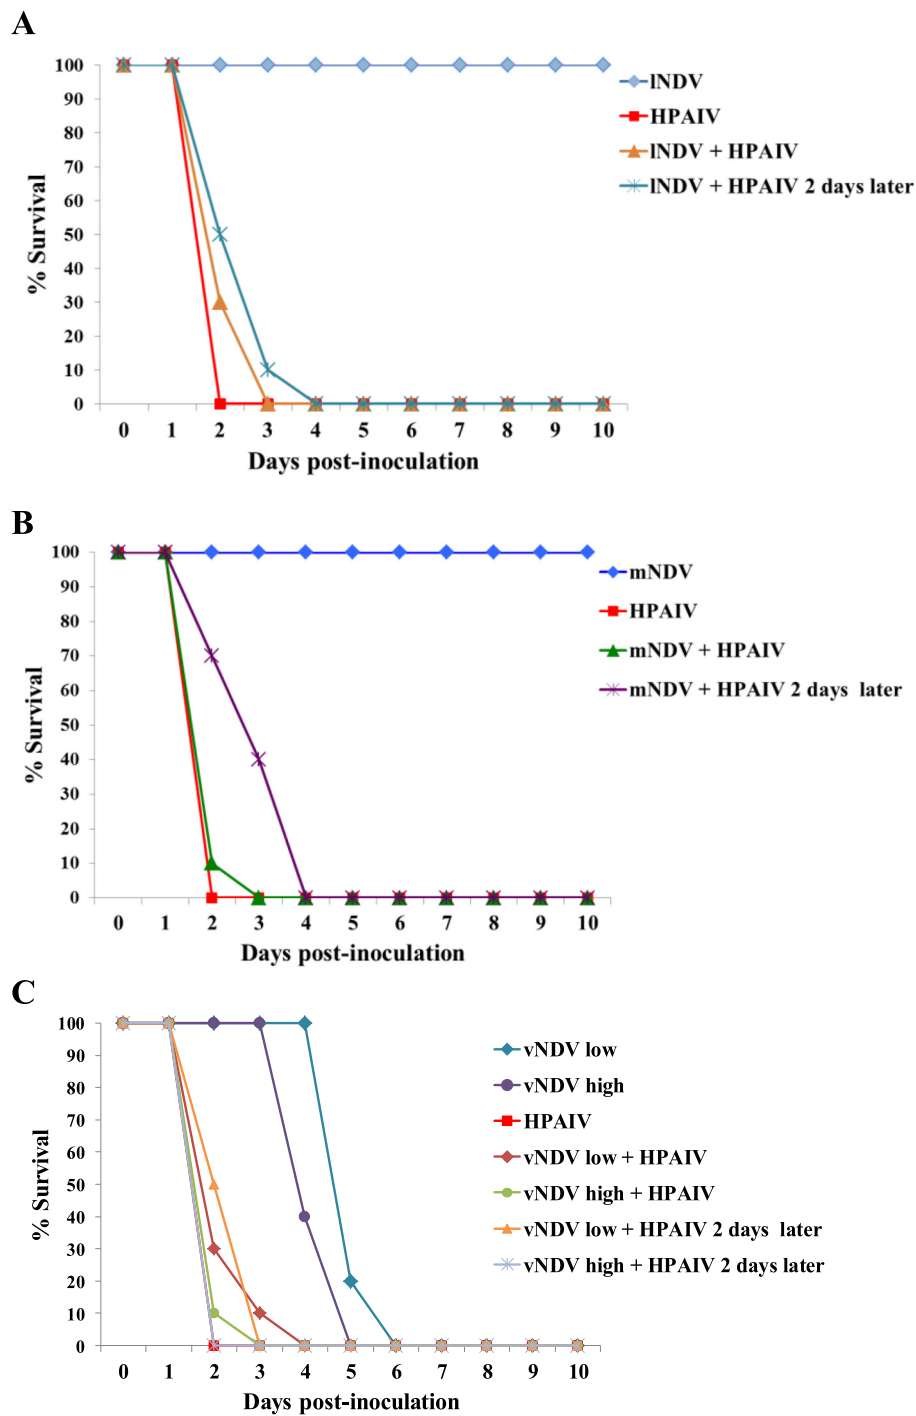 A
100
90
80
70
60
50
40
30
20
10
0
% Survival
0 1 2 3 4 5 6 7 8 9 10
Days post-inoculation
lNDV
HPAIV
lNDV + HPAIV
lNDV + HPAIV 2 days later
B
100
90
80
70
60
50
40
30
20
10
0
% Survival
0 1 2 3 4 5 6 7 8 9 10
Days post-inoculation
mNDV
HPAIV
mNDV + HPAIV
mNDV + HPAIV 2 days later
C
100
90
80
70
60
50
40
30
20
10
0
% Survival
0 1 2 3 4 5 6 7 8 9 10
Days post-inoculation
vNDV low
vNDV high
HPAIV
vNDV low + HPAIV
vNDV high + HPAIV
vNDV low + HPAIV 2 days later
vNDV high + HPAIV 2 days later